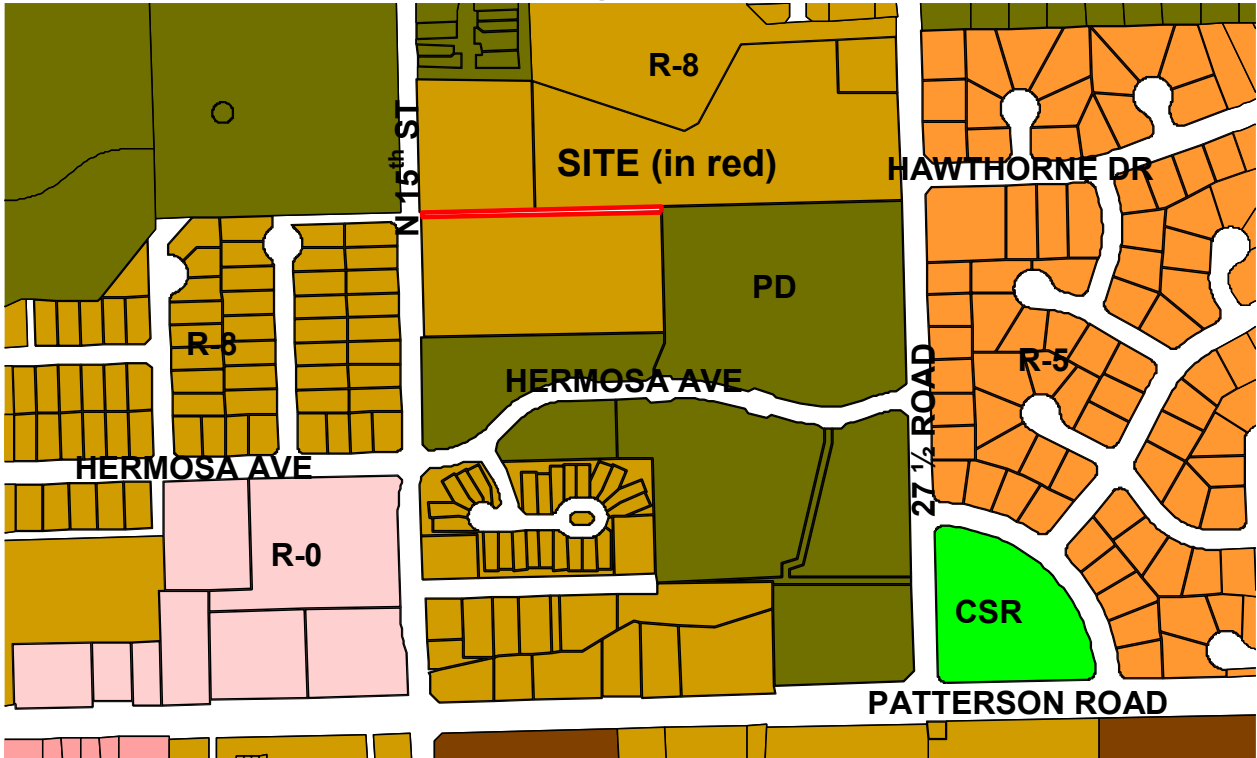 R-8
N 15th ST
SITE (in red)
HAWTHORNE DR
PD
R-8
R-5
HERMOSA AVE
27 ½ ROAD
HERMOSA AVE
R-0
CSR
PATTERSON ROAD